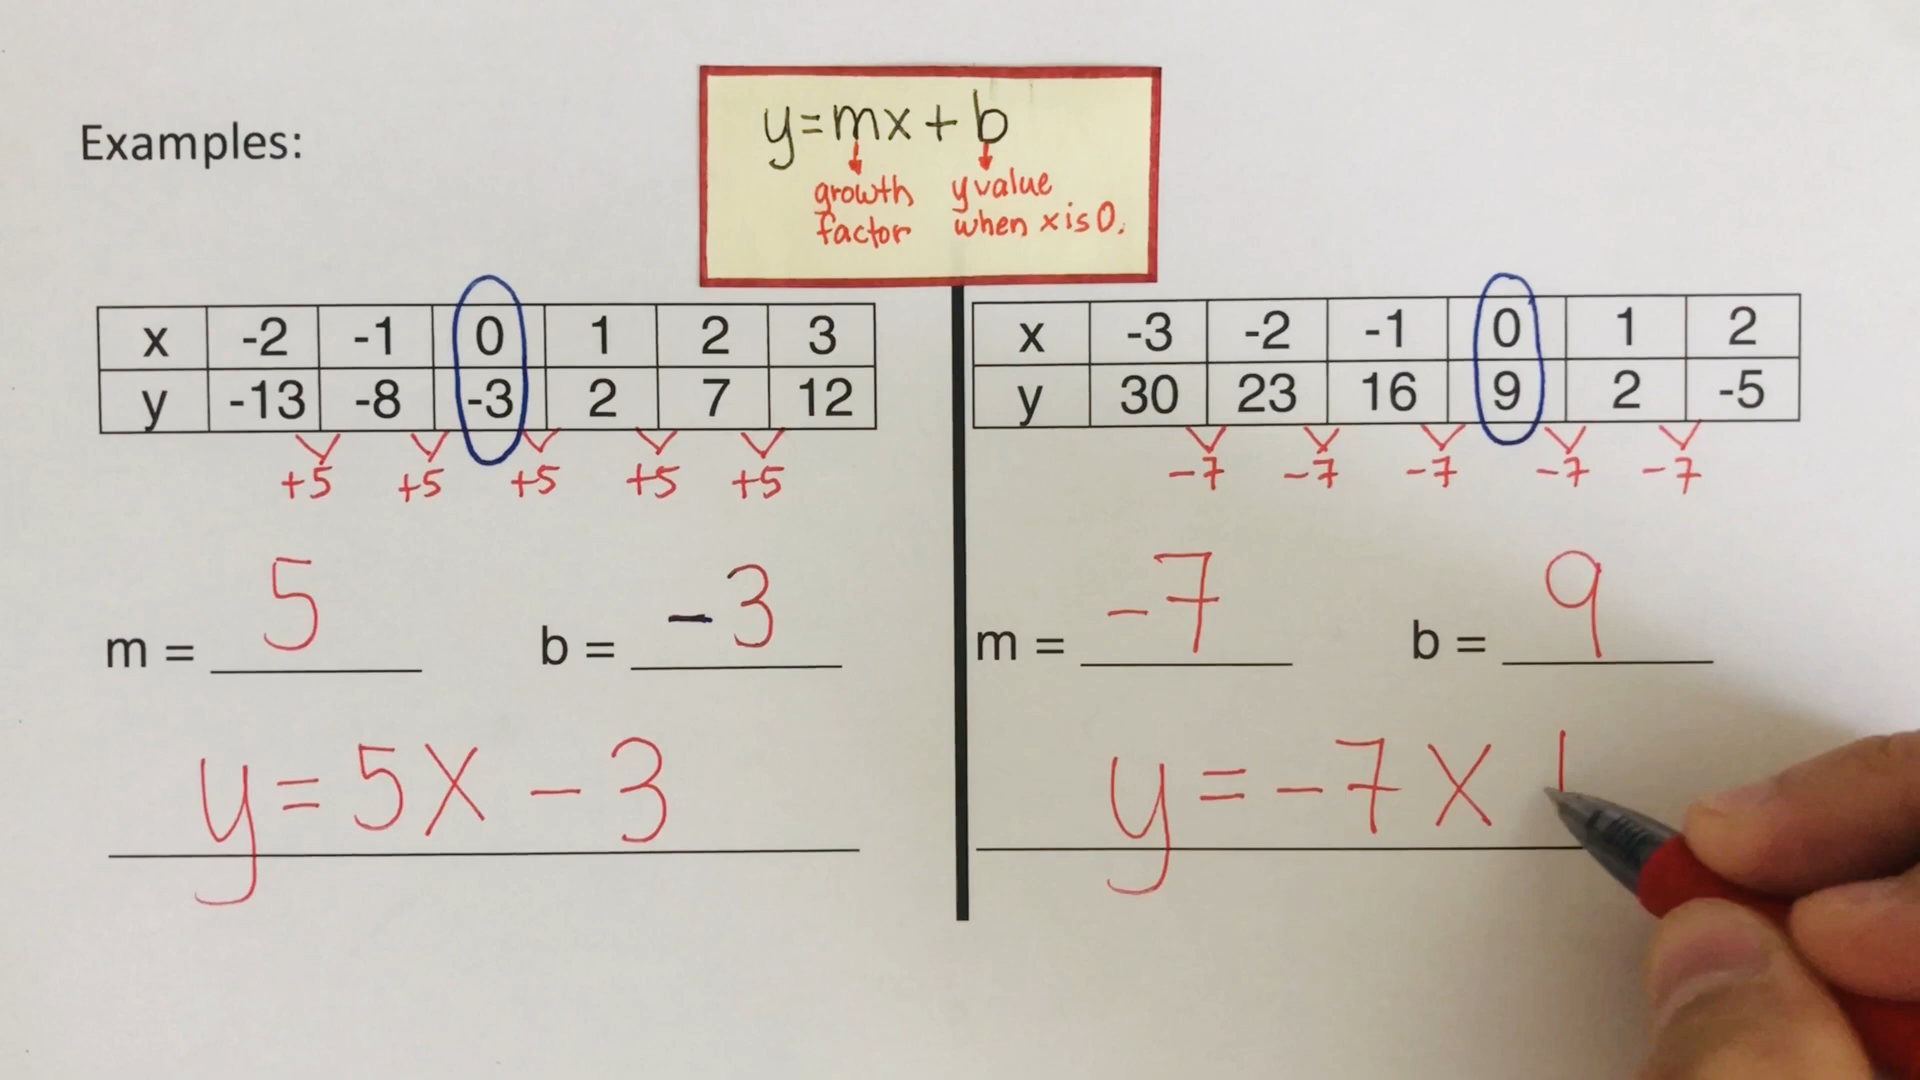 Examples:
y=mx+b
growth factor
y value when x is 0.
x -2 -1 0 1 2 3
y -13 -8 -3 2 7 12
+5 +5 +5 +5 +5
m = 5 b = -3
y = 5x - 3
x -3 -2 -1 0 1 2
y 30 23 16 9 2 -5
-7 -7 -7 -7 -7
m = -7 b = 9
y = -7x